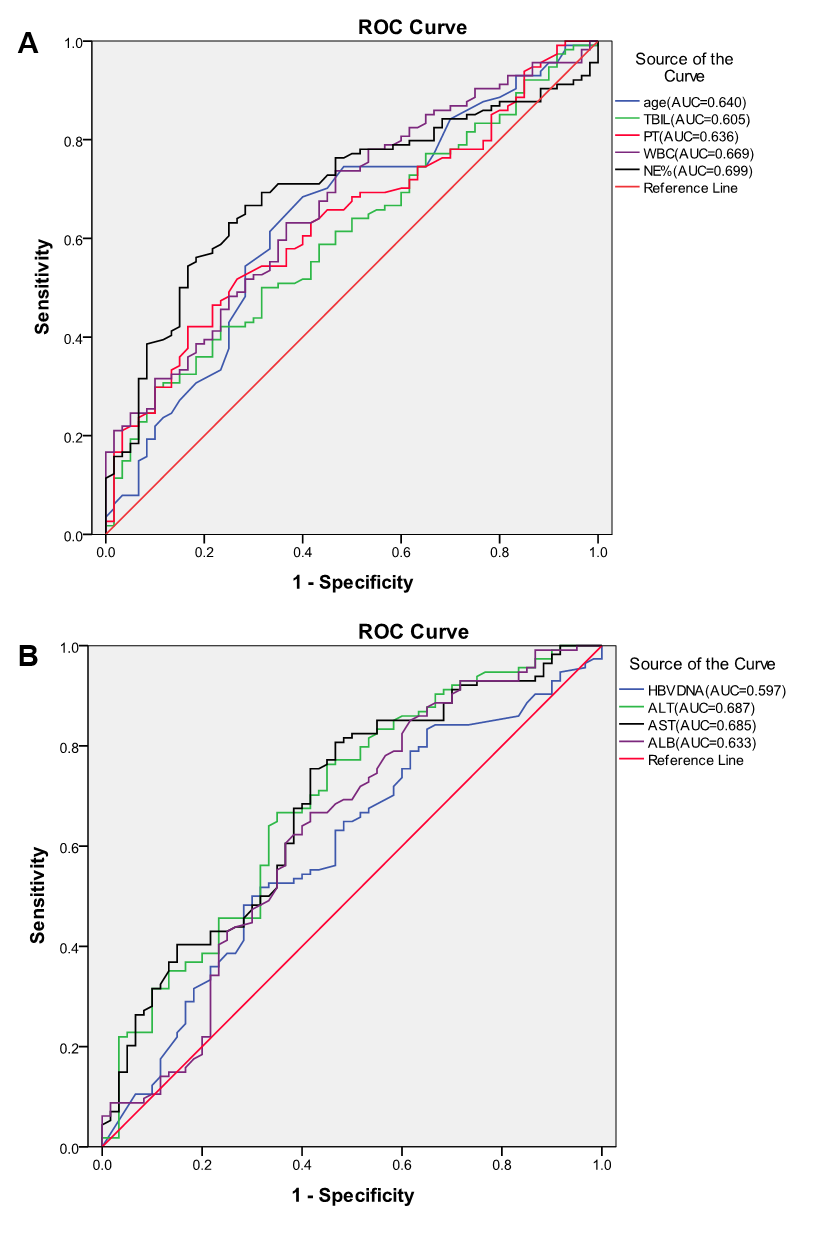 A
ROC Curve
Sensitivity
1.0
0.8
0.6
0.4
0.2
0.0
0.0 0.2 0.4 0.6 0.8 1.0
1 - Specificity
Source of the
Curve
age(AUC=0.640)
TBIL(AUC=0.605)
PT(AUC=0.636)
WBC(AUC=0.669)
NE%(AUC=0.699)
Reference Line
B
ROC Curve
Sensitivity
1.0
0.8
0.6
0.4
0.2
0.0
0.0 0.2 0.4 0.6 0.8 1.0
1 - Specificity
Source of the Curve
HBVDNA(AUC=0.597)
ALT(AUC=0.687)
AST(AUC=0.685)
ALB(AUC=0.633)
Reference Line